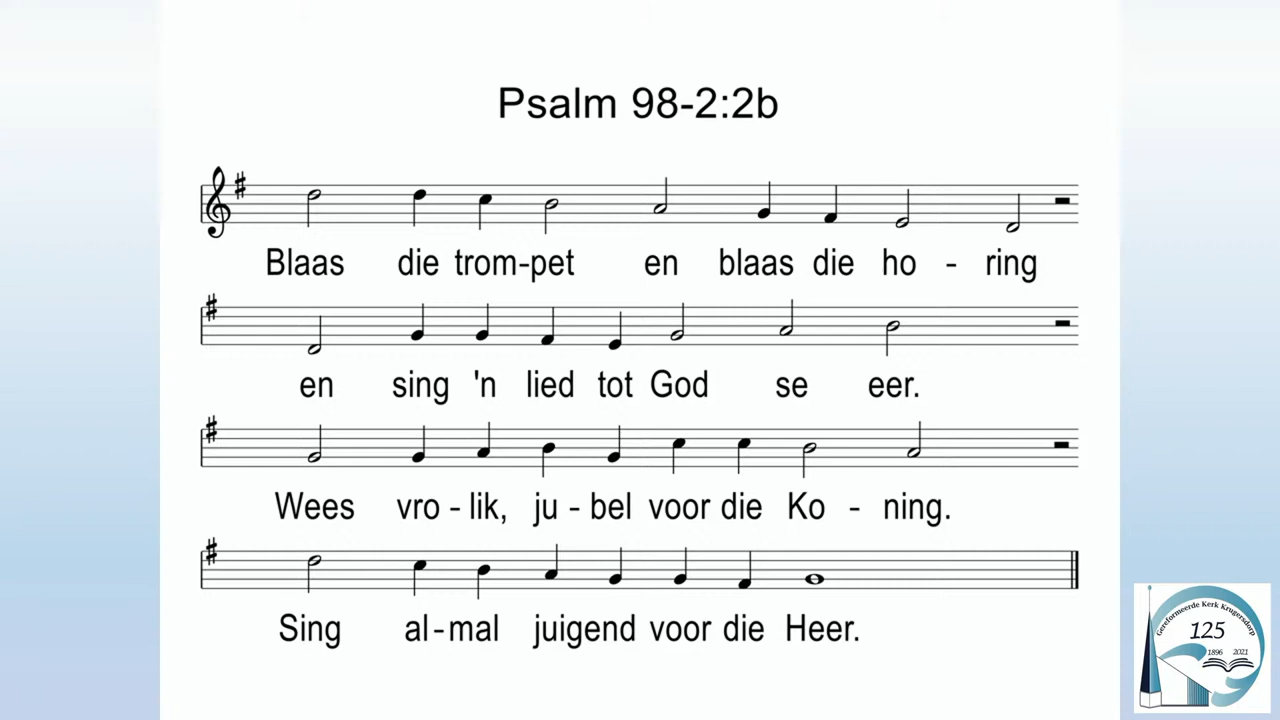 Psalm 98-2:2b
Blaas die trom-pet en blaas die ho - ring
en sing 'n lied tot God se eer.
Wees vro - lik, ju - bel voor die Ko - ning.
Sing al-mal juigend voor die Heer.
Gereformeerde Kerk Krugersdorp
125
1896 2021